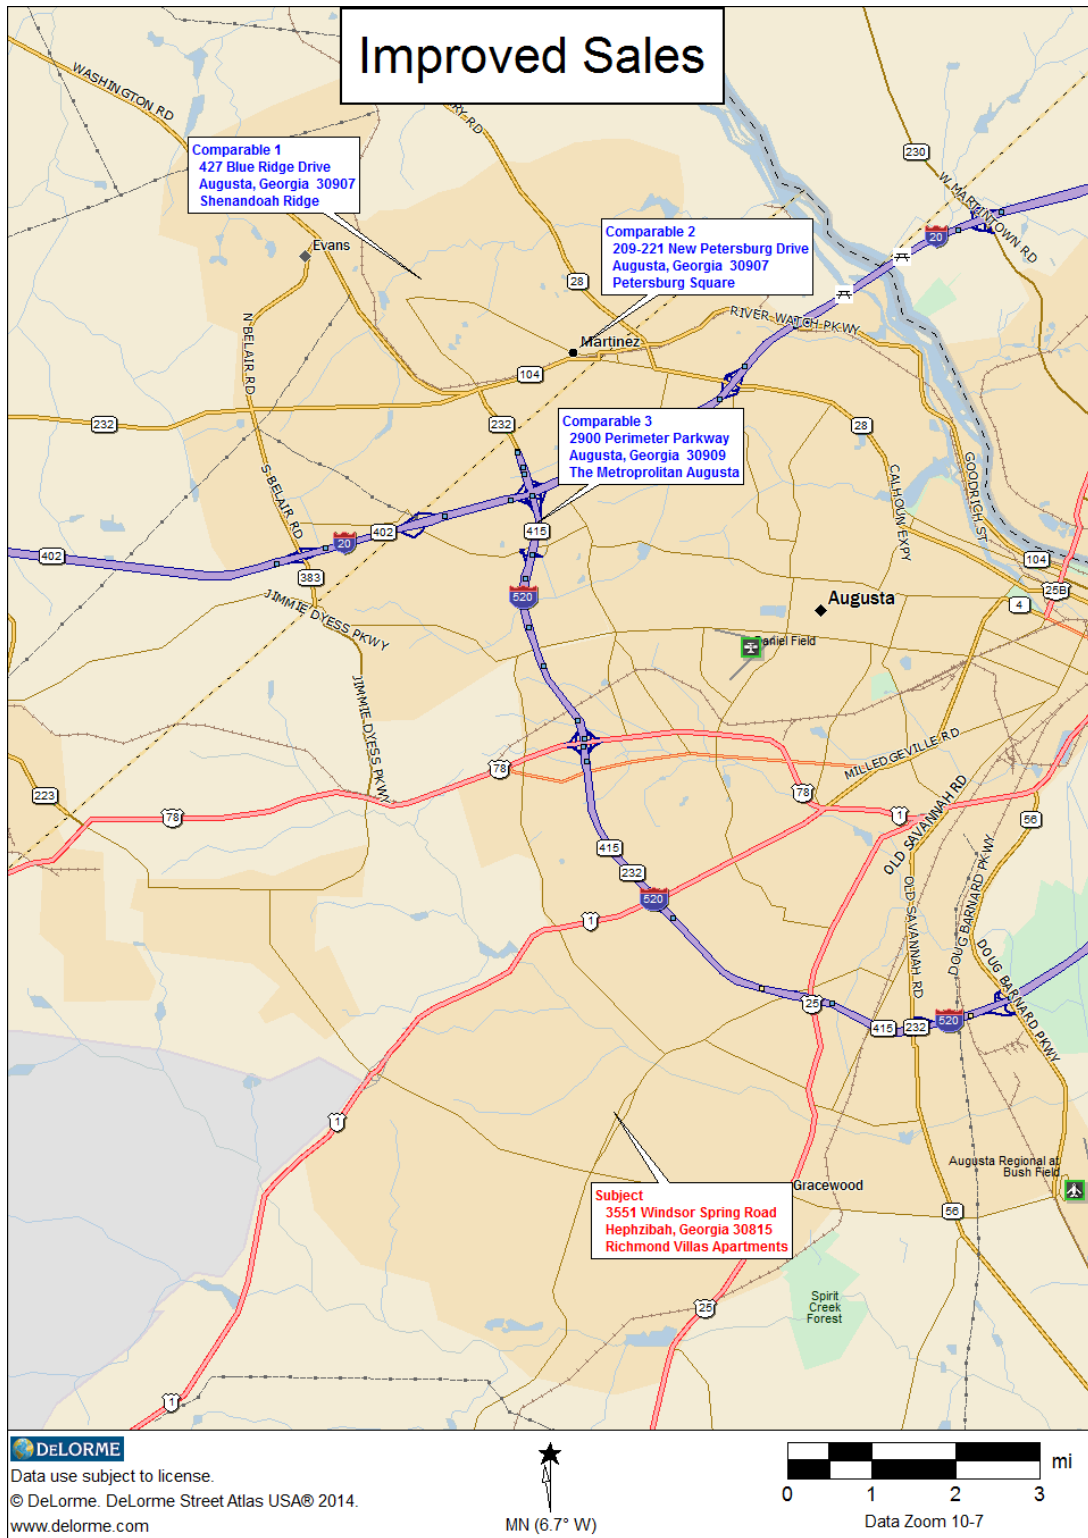 Improved Sales
WASHINGTON RD
RY RD
Comparable 1
427 Blue Ridge Drive
Augusta, Georgia 30907
Shenandoah Ridge
230
W MARTINTOWN RD
Comparable 2
209-221 New Petersburg Drive
Augusta, Georgia 30907
Petersburg Square
20
Evans
28
RIVER WATCH PKWY
N BELAIR RD
Martinez
104
232
232
Comparable 3
2900 Perimeter Parkway
Augusta, Georgia 30909
The Metroprolitan Augusta
28
S BELAIR RD
CALHOUN EXPY
GOODRICH ST
402
20
402
415
383
104
25B
4
JIMMIE DYESS PKWY
520
Augusta
Daniel Field
JIMMIE DYESS PKWY
MILLEDGEVILLE RD
78
223
78
78
1
56
OLD SAVANNAH RD
415
232
520
1
OLD SAVANNAH RD
DOUG BARNARD PKWY
DOUG BARNARD PKWY
25
415
232
520
1
Augusta Regional at
Bush Field
Gracewood
Subject
3551 Windsor Spring Road
Hephzibah, Georgia 30815
Richmond Villas Apartments
56
Spirit
Creek
Forest
25
1
DELORME
Data use subject to license.
© DeLorme. DeLorme Street Atlas USA® 2014.
www.delorme.com
MN (6.7° W)
mi
0 1 2 3
Data Zoom 10-7